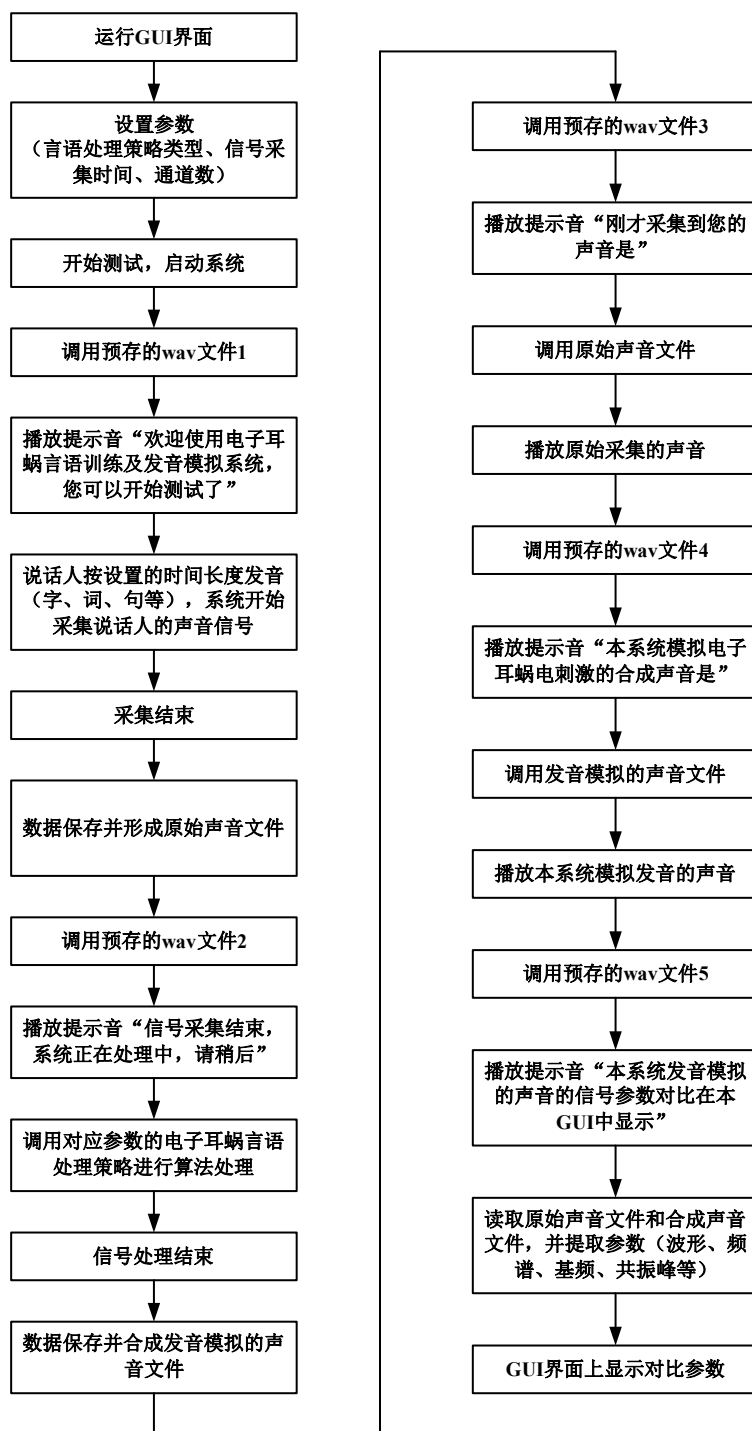 运行GUI界面
设置参数
（言语处理策略类型、信号采
集时间、通道数）
开始测试，启动系统
调用预存的wav文件1
播放提示音“欢迎使用电子耳
蜗言语训练及发音模拟系统，
您可以开始测试了”
说话人按设置的时间长度发音
（字、词、句等），系统开始
采集说话人的声音信号
采集结束
数据保存并形成原始声音文件
调用预存的wav文件2
播放提示音“信号采集结束，
系统正在处理中，请稍后”
调用对应参数的电子耳蜗言语
处理策略进行算法处理
信号处理结束
数据保存并合成发音模拟的声
音文件
调用预存的wav文件3
播放提示音“刚才采集到您的
声音是”
调用原始声音文件
播放原始采集的声音
调用预存的wav文件4
播放提示音“本系统模拟电子
耳蜗电刺激的合成声音是”
调用发音模拟的声音文件
播放本系统模拟发音的声音
调用预存的wav文件5
播放提示音“本系统发音模拟
的声音的信号参数对比在本
GUI中显示”
读取原始声音文件和合成声音
文件，并提取参数（波形、频
谱、基频、共振峰等）
GUI界面上显示对比参数